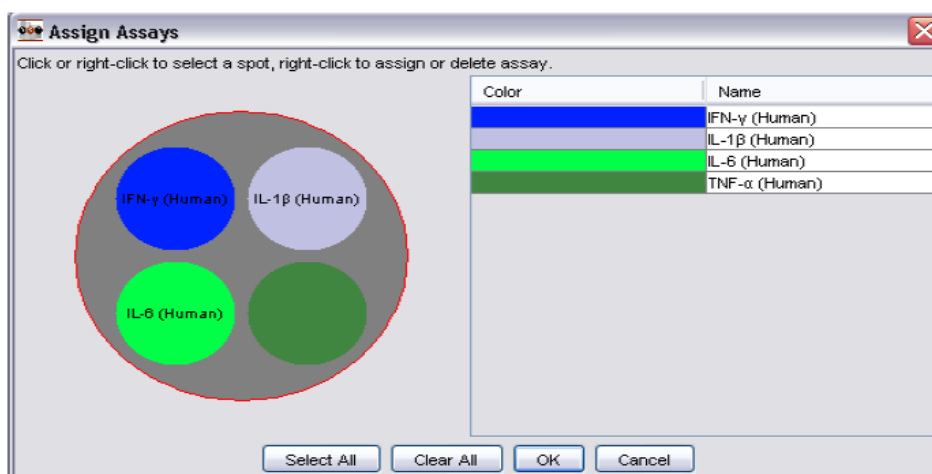 Assign Assays
Click or right-click to select a spot, right-click to assign or delete assay.
IFN-γ (Human) IL-1β (Human)
IL-6 (Human)
Color Name
IFN-γ (Human)
IL-1β (Human)
IL-6 (Human)
TNF-α (Human)
Select All Clear All OK Cancel